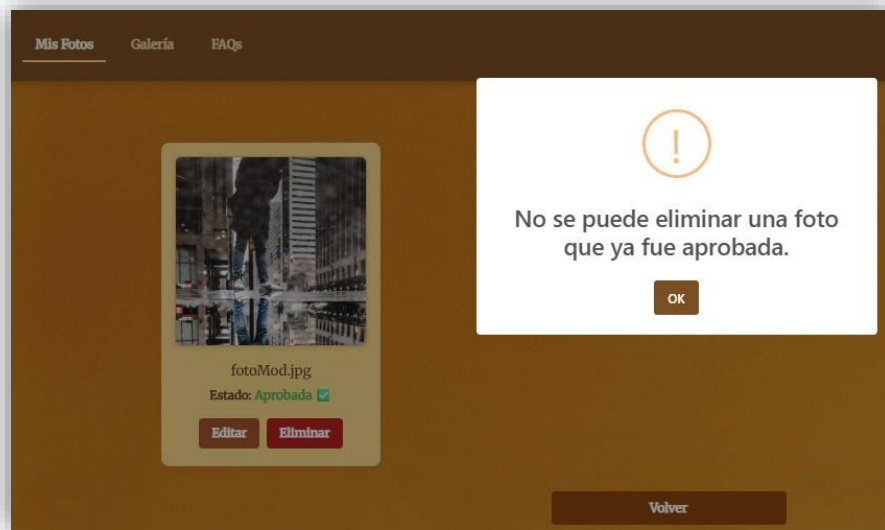 Mis Fotos Galería FAQs
No se puede eliminar una foto
que ya fue aprobada.
OK
fotoMod.jpg
Estado: Aprobada ✅
Editar Eliminar
Volver